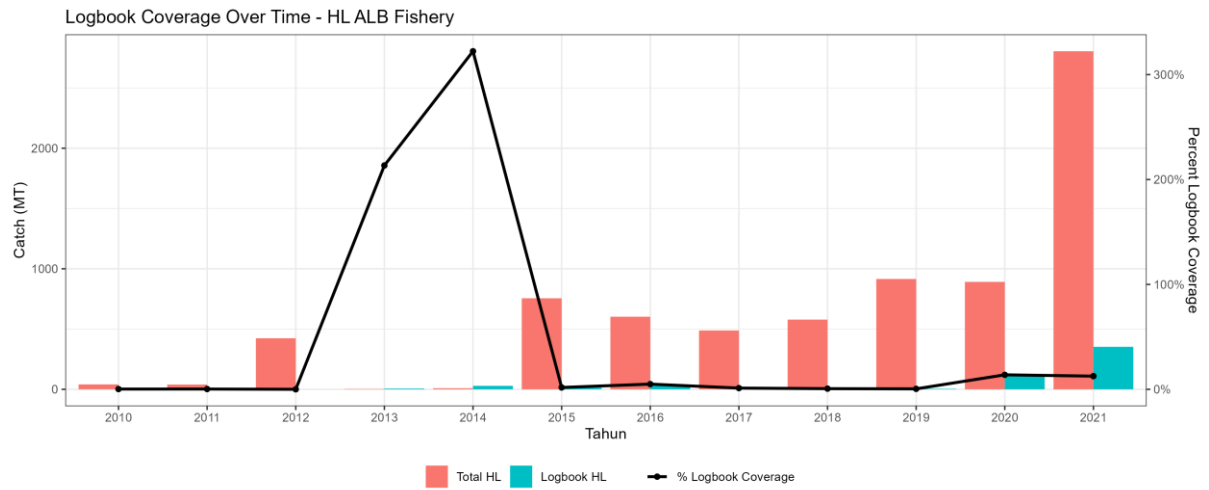 Logbook Coverage Over Time - HL ALB Fishery
Catch (MT)
2000
1000
0
300%
200%
100%
0%
Percent Logbook Coverage
2010 2011 2012 2013 2014 2015 2016 2017 2018 2019 2020 2021
Tahun
Total HL Logbook HL % Logbook Coverage